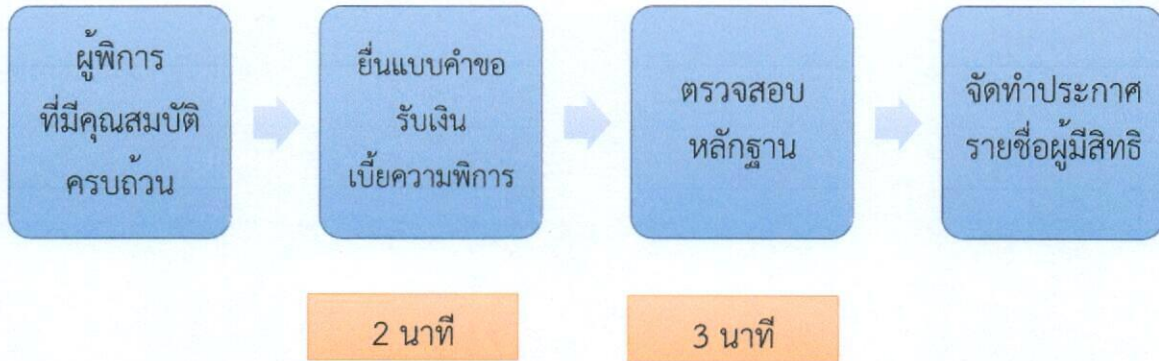 ผู้พิการ
ที่มีคุณสมบัติ
ครบถ้วน
ยื่นแบบคำขอ
รับเงิน
เบี้ยความพิการ
ตรวจสอบ
หลักฐาน
จัดทำประกาศ
รายชื่อผู้มีสิทธิ
2 นาที
3 นาที